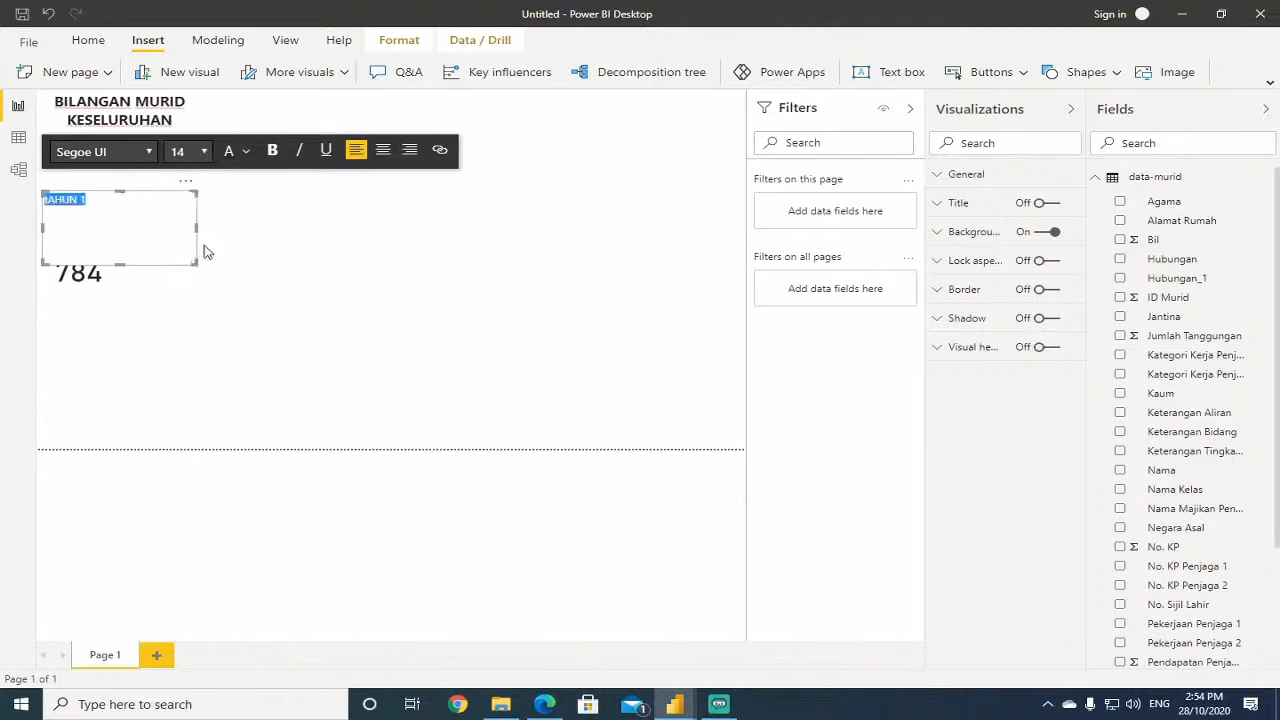 Untitled - Power BI Desktop
Sign in
File Home Insert Modeling View Help Format Data / Drill
New page New visual More visuals Q&A Key influencers Decomposition tree Power Apps Text box Buttons Shapes Image
BILANGAN MURID
KESELURUHAN
Segoe UI 14 A B I U
tAHUN 1
784
Filters
Search
Filters on this page
Add data fields here
Filters on all pages
Add data fields here
Visualizations
Search
General
Title Off
Backgrou... On
Lock aspe... Off
Border Off
Shadow Off
Visual he... Off
Fields
Search
data-murid
Agama
Alamat Rumah
Σ Bil
Hubungan
Hubungan_1
Σ ID Murid
Jantina
Σ Jumlah Tanggungan
Kategori Kerja Penj...
Kategori Kerja Penj...
Kaum
Keterangan Aliran
Keterangan Bidang
Keterangan Tingka...
Nama
Nama Kelas
Nama Majikan Pen...
Negara Asal
Σ No. KP
No. KP Penjaga 1
No. KP Penjaga 2
No. Sijil Lahir
Pekerjaan Penjaga 1
Pekerjaan Penjaga 2
Σ Pendapatan Penja...
Page 1
Page 1 of 1
Type here to search
1
ENG
2:54 PM
28/10/2020